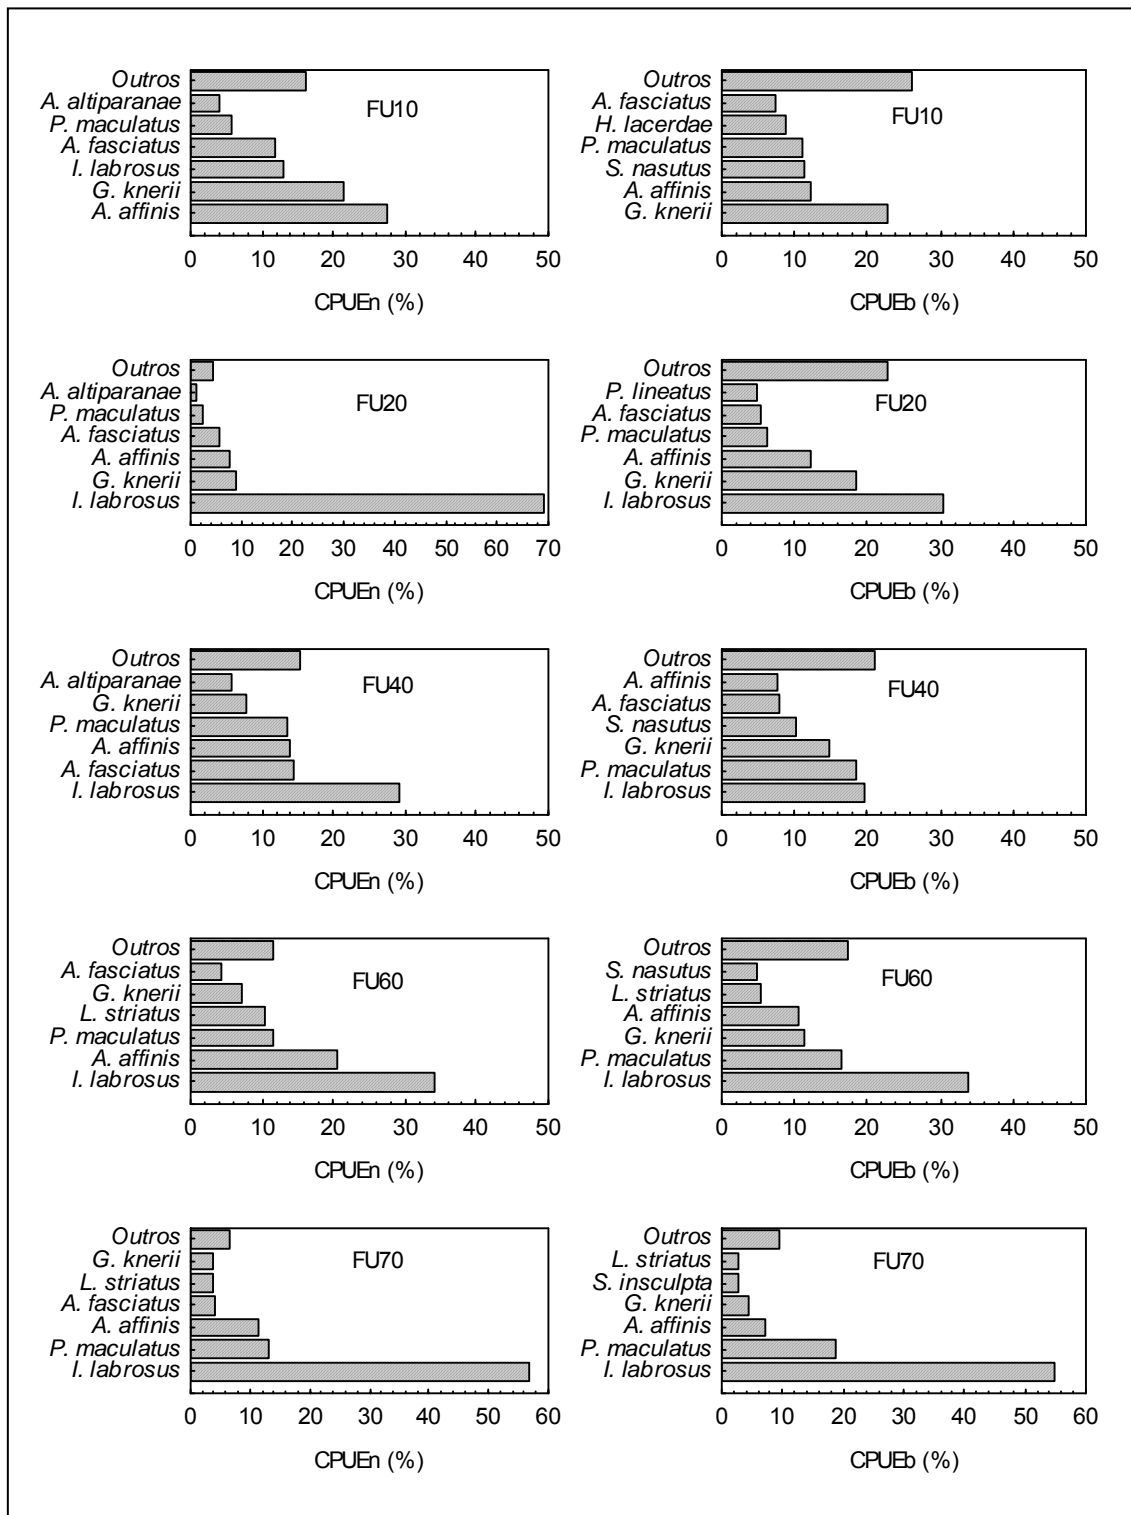 Outros
A. altiparanae
P. maculatus
A. fasciatus
I. labrosus
G. knerii
A. affinis
FU10
0 10 20 30 40 50
CPUEn (%)
Outros
A. fasciatus
H. lacerdae
P. maculatus
S. nasutus
A. affinis
G. knerii
FU10
0 10 20 30 40 50
CPUEb (%)
Outros
A. altiparanae
P. maculatus
A. fasciatus
A. affinis
G. knerii
I. labrosus
FU20
0 10 20 30 40 50 60 70
CPUEn (%)
Outros
P. lineatus
A. fasciatus
P. maculatus
A. affinis
G. knerii
I. labrosus
FU20
0 10 20 30 40 50
CPUEb (%)
Outros
A. altiparanae
G. knerii
P. maculatus
A. affinis
A. fasciatus
I. labrosus
FU40
0 10 20 30 40 50
CPUEn (%)
Outros
A. affinis
A. fasciatus
S. nasutus
G. knerii
P. maculatus
I. labrosus
FU40
0 10 20 30 40 50
CPUEb (%)
Outros
A. fasciatus
G. knerii
L. striatus
P. maculatus
A. affinis
I. labrosus
FU60
0 10 20 30 40 50
CPUEn (%)
Outros
S. nasutus
L. striatus
A. affinis
G. knerii
P. maculatus
I. labrosus
FU60
0 10 20 30 40 50
CPUEb (%)
Outros
G. knerii
L. striatus
A. fasciatus
A. affinis
P. maculatus
I. labrosus
FU70
0 10 20 30 40 50 60
CPUEn (%)
Outros
L. striatus
S. insculpta
G. knerii
A. affinis
P. maculatus
I. labrosus
FU70
0 10 20 30 40 50 60
CPUEb (%)